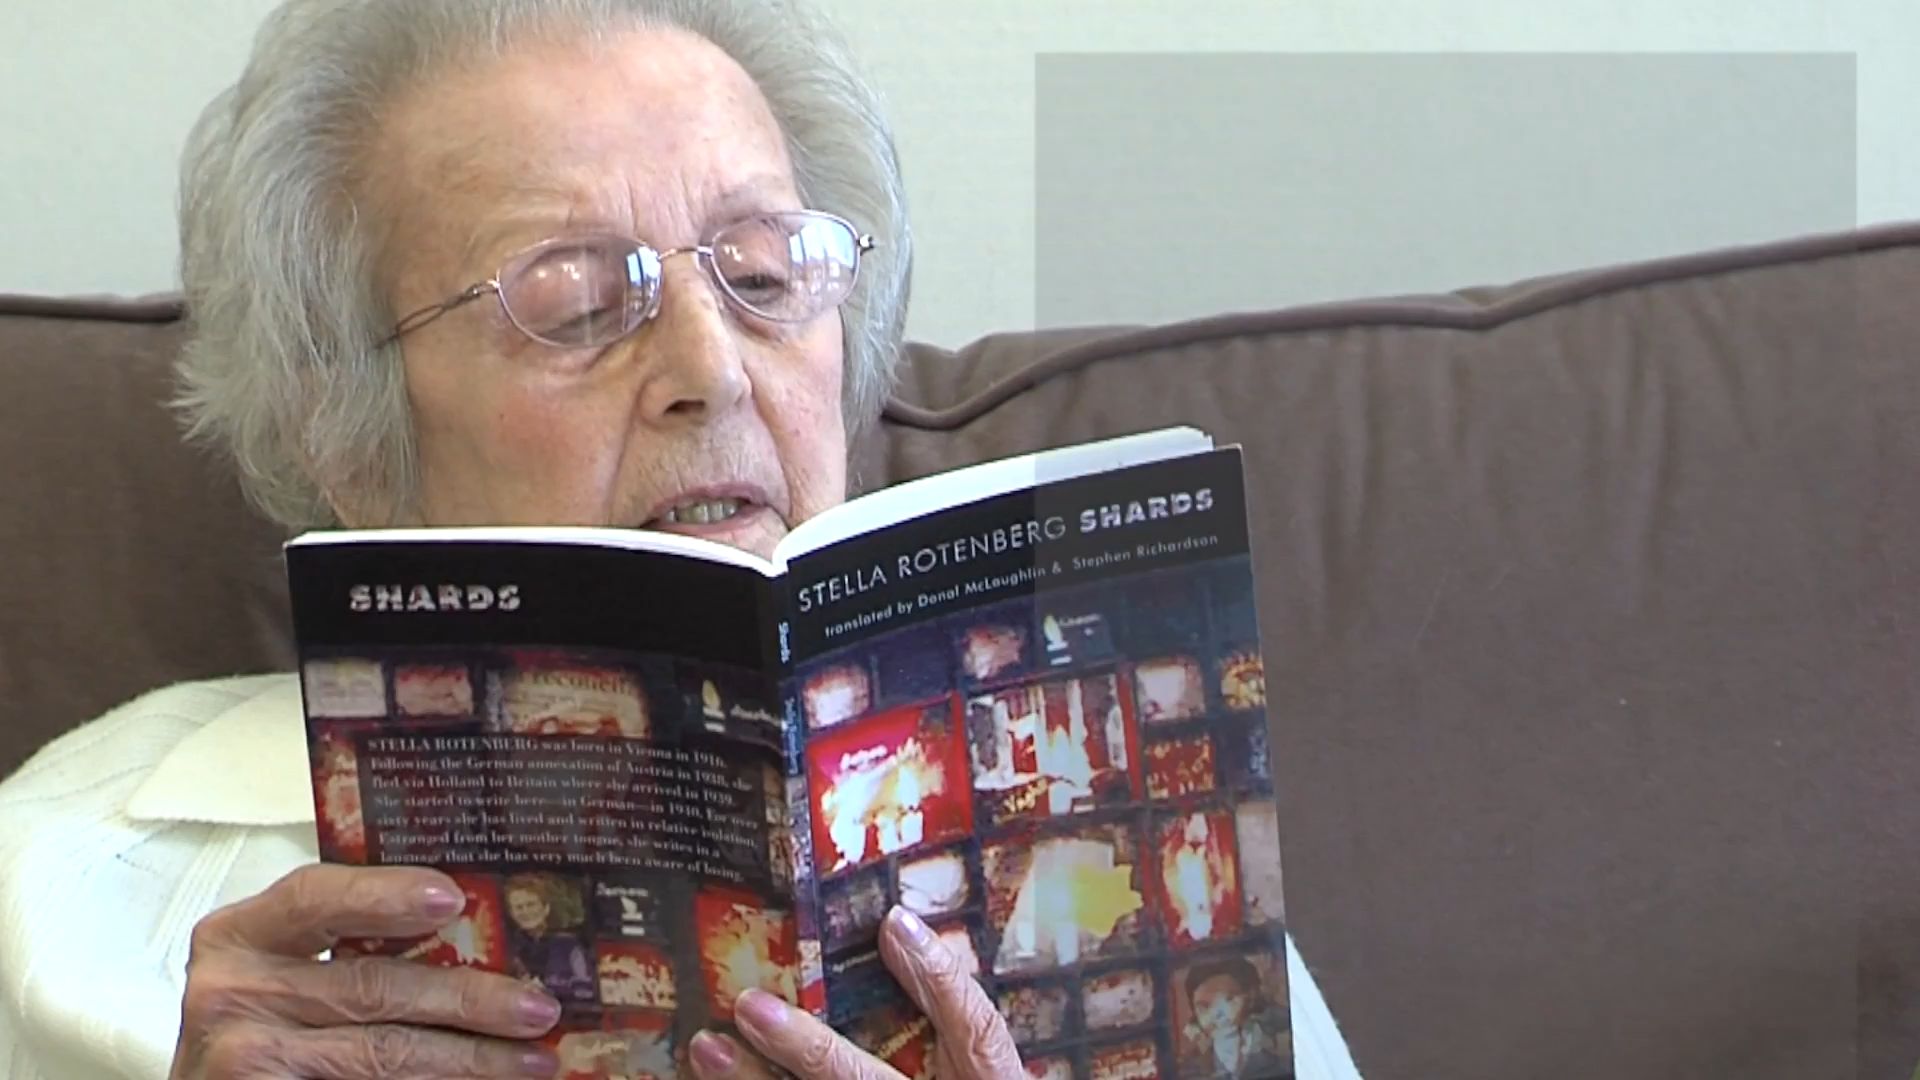 SHARDS
STELLA ROTENBERG was born in Vienna in 1916.
Following the German annexation of Austria in 1938, she
fled via Holland to Britain where she arrived in 1939.
She started to write here—in German—in 1940. For over
sixty years she has lived and written in relative isolation.
Estranged from her mother tongue, she writes in a
language that she has very much been aware of losing.
Shards
STELLA ROTENBERG SHARDS
translated by Donal McLaughlin & Stephen Richardson